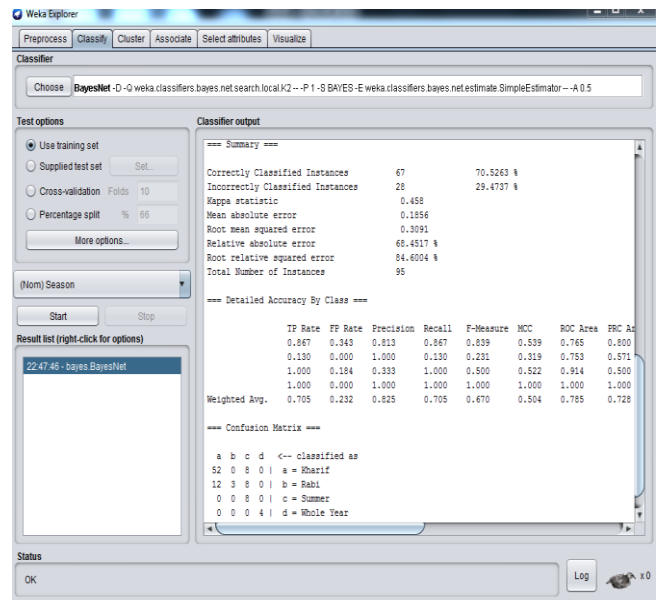 Weka Explorer
Preprocess Classify Cluster Associate Select attributes Visualize
Classifier
Choose BayesNet -D -Q weka.classifiers.bayes.net.search.local.K2 -- -P 1 -S BAYES -E weka.classifiers.bayes.net.estimate.SimpleEstimator -- -A 0.5
Test options
Use training set
Supplied test set Set...
Cross-validation Folds 10
Percentage split % 66
More options...
(Nom) Season
Start Stop
Result list (right-click for options)
22:47:46 - bayes.BayesNet
Classifier output
=== Summary ===
Correctly Classified Instances 67 70.5263 %
Incorrectly Classified Instances 28 29.4737 %
Kappa statistic 0.458
Mean absolute error 0.1856
Root mean squared error 0.3091
Relative absolute error 68.4517 %
Root relative squared error 84.6004 %
Total Number of Instances 95
=== Detailed Accuracy By Class ===
TP Rate FP Rate Precision Recall F-Measure MCC ROC Area PRC Ar
0.867 0.343 0.813 0.867 0.839 0.539 0.765 0.800
0.130 0.000 1.000 0.130 0.231 0.319 0.753 0.571
1.000 0.184 0.333 1.000 0.500 0.522 0.914 0.500
1.000 0.000 1.000 1.000 1.000 1.000 1.000 1.000
Weighted Avg. 0.705 0.232 0.825 0.705 0.670 0.504 0.785 0.728
=== Confusion Matrix ===
a b c d <-- classified as
52 0 8 0 | a = Kharif
12 3 8 0 | b = Rabi
0 0 8 0 | c = Summer
0 0 0 4 | d = Whole Year
Status
OK
Log
x 0